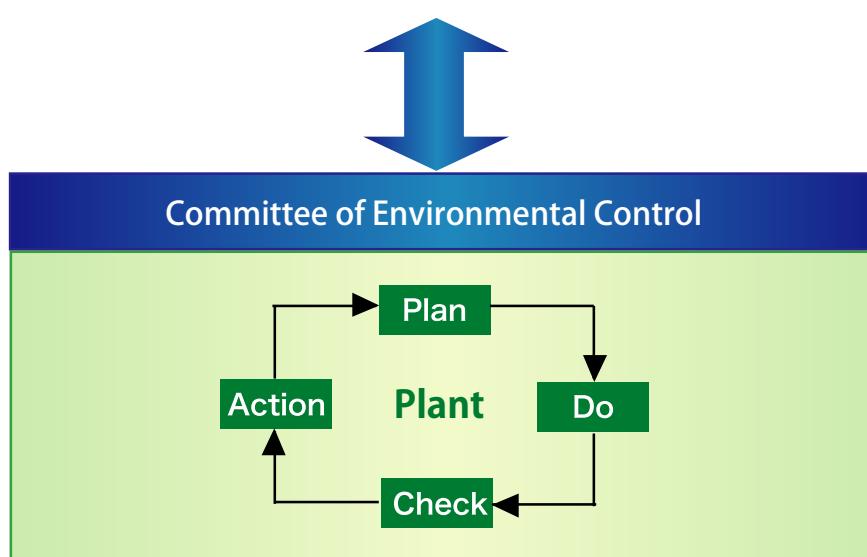 Committee of Environmental Control
Plan
Action
Plant
Do
Check